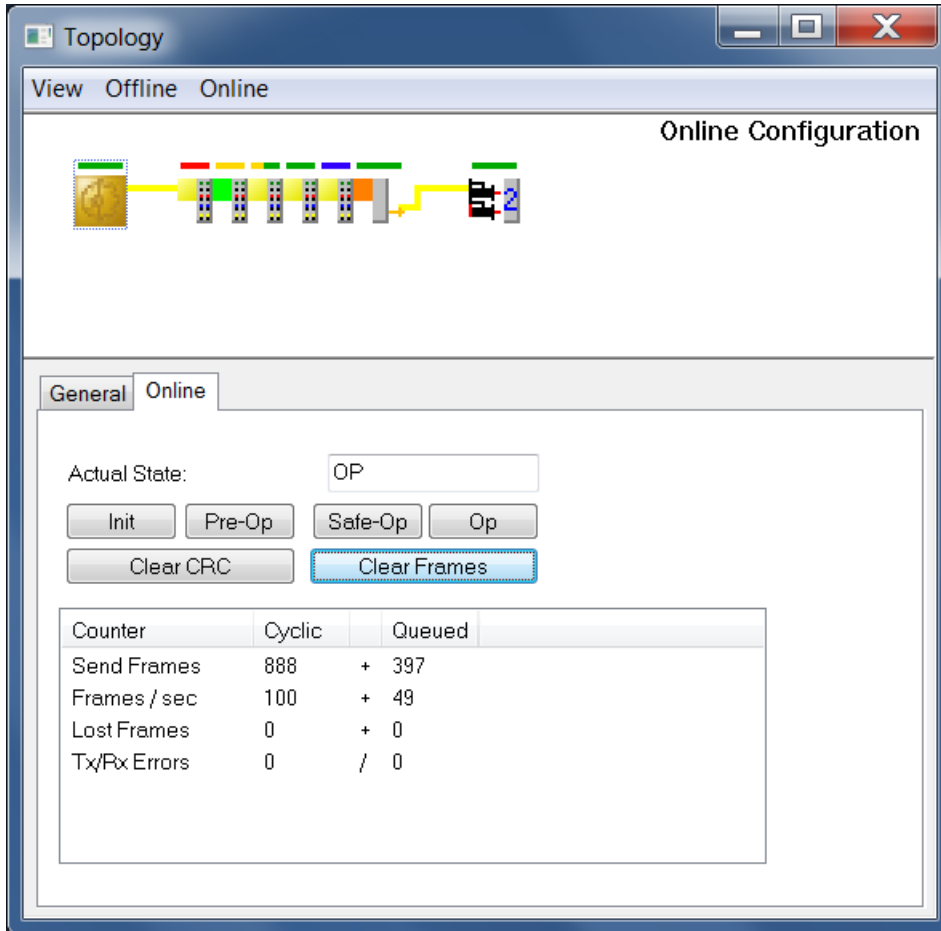 Topology
View Offline Online
Online Configuration
2
General Online
Actual State: OP
Init Pre-Op Safe-Op Op
Clear CRC Clear Frames
Counter Cyclic Queued
Send Frames 888 + 397
Frames / sec 100 + 49
Lost Frames 0 + 0
Tx/Rx Errors 0 / 0